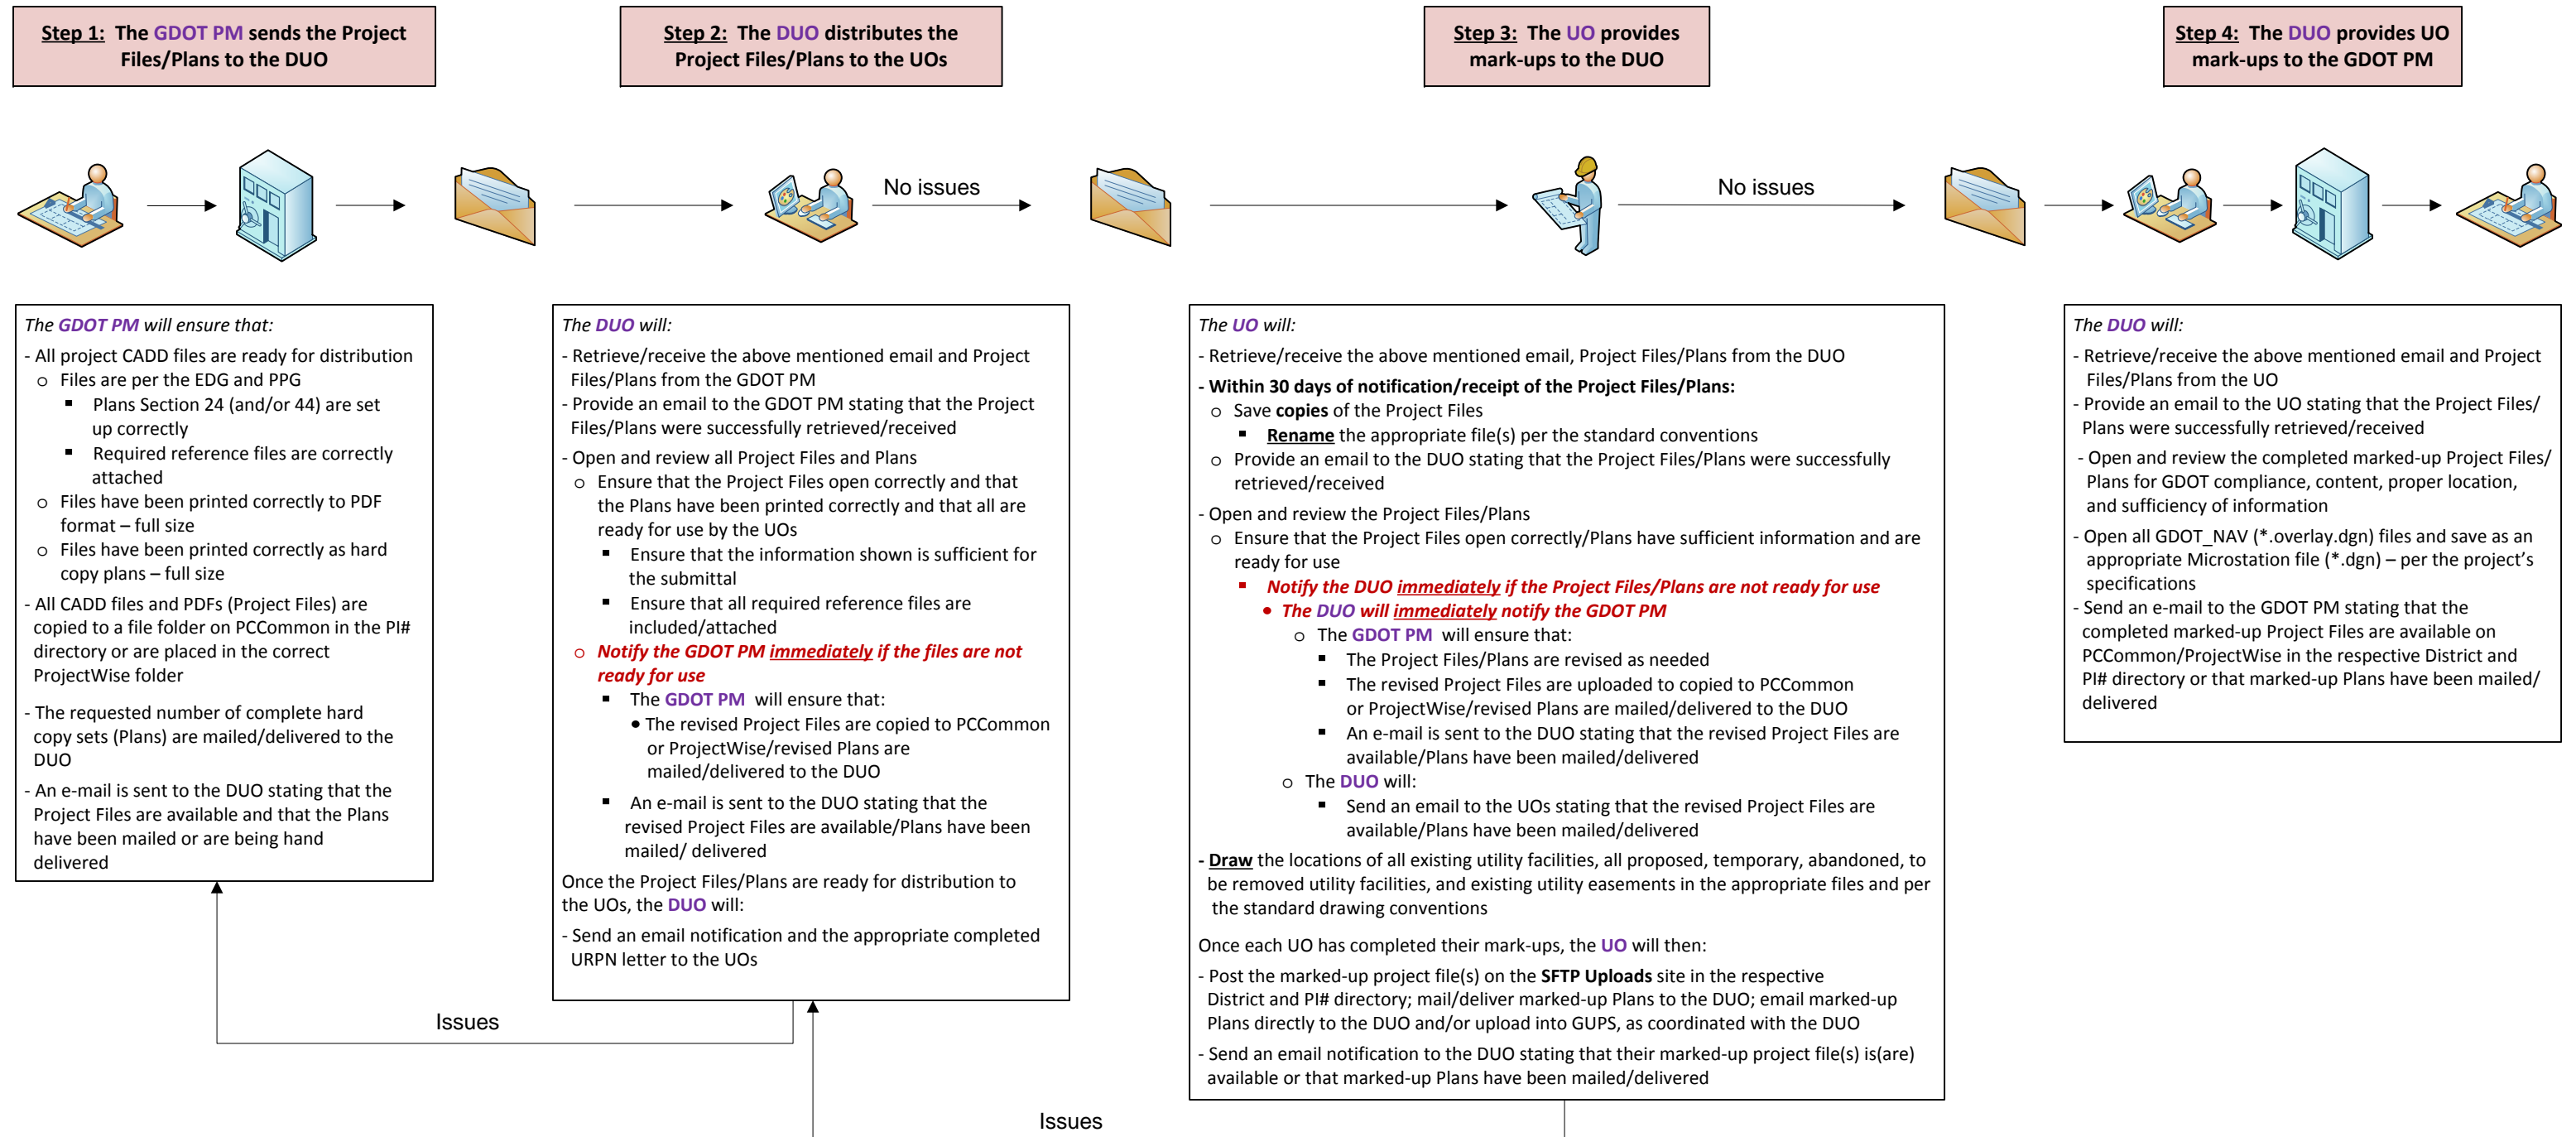 Step 1: The GDOT PM sends the Project
Files/Plans to the DUO
Step 2: The DUO distributes the
Project Files/Plans to the UOs
Step 3: The UO provides
mark-ups to the DUO
Step 4: The DUO provides UO
mark-ups to the GDOT PM
No issues
No issues
The GDOT PM will ensure that:
- All project CADD files are ready for distribution
o Files are per the EDG and PPG
▪ Plans Section 24 (and/or 44) are set
up correctly
▪ Required reference files are correctly
attached
o Files have been printed correctly to PDF
format – full size
o Files have been printed correctly as hard
copy plans – full size
- All CADD files and PDFs (Project Files) are
copied to a file folder on PCCommon in the PI#
directory or are placed in the correct
ProjectWise folder
- The requested number of complete hard
copy sets (Plans) are mailed/delivered to the
DUO
- An e-mail is sent to the DUO stating that the
Project Files are available and that the Plans
have been mailed or are being hand
delivered
The DUO will:
- Retrieve/receive the above mentioned email and Project
Files/Plans from the GDOT PM
- Provide an email to the GDOT PM stating that the Project
Files/Plans were successfully retrieved/received
- Open and review all Project Files and Plans
o Ensure that the Project Files open correctly and that
the Plans have been printed correctly and that all are
ready for use by the UOs
▪ Ensure that the information shown is sufficient for
the submittal
▪ Ensure that all required reference files are
included/attached
o Notify the GDOT PM immediately if the files are not
ready for use
▪ The GDOT PM will ensure that:
• The revised Project Files are copied to PCCommon
or ProjectWise/revised Plans are
mailed/delivered to the DUO
▪ An e-mail is sent to the DUO stating that the
revised Project Files are available/Plans have been
mailed/ delivered
Once the Project Files/Plans are ready for distribution to
the UOs, the DUO will:
- Send an email notification and the appropriate completed
URPN letter to the UOs
The UO will:
- Retrieve/receive the above mentioned email, Project Files/Plans from the DUO
- Within 30 days of notification/receipt of the Project Files/Plans:
o Save copies of the Project Files
▪ Rename the appropriate file(s) per the standard conventions
o Provide an email to the DUO stating that the Project Files/Plans were successfully
retrieved/received
- Open and review the Project Files/Plans
o Ensure that the Project Files open correctly/Plans have sufficient information and are
ready for use
▪ Notify the DUO immediately if the Project Files/Plans are not ready for use
• The DUO will immediately notify the GDOT PM
o The GDOT PM will ensure that:
▪ The Project Files/Plans are revised as needed
▪ The revised Project Files are uploaded to copied to PCCommon
or ProjectWise/revised Plans are mailed/delivered to the DUO
▪ An e-mail is sent to the DUO stating that the revised Project Files are
available/Plans have been mailed/delivered
o The DUO will:
▪ Send an email to the UOs stating that the revised Project Files are
available/Plans have been mailed/delivered
- Draw the locations of all existing utility facilities, all proposed, temporary, abandoned, to
be removed utility facilities, and existing utility easements in the appropriate files and per
the standard drawing conventions
Once each UO has completed their mark-ups, the UO will then:
- Post the marked-up project file(s) on the SFTP Uploads site in the respective
District and PI# directory; mail/deliver marked-up Plans to the DUO; email marked-up
Plans directly to the DUO and/or upload into GUPS, as coordinated with the DUO
- Send an email notification to the DUO stating that their marked-up project file(s) is(are)
available or that marked-up Plans have been mailed/delivered
The DUO will:
- Retrieve/receive the above mentioned email and Project
Files/Plans from the UO
- Provide an email to the UO stating that the Project Files/
Plans were successfully retrieved/received
- Open and review the completed marked-up Project Files/
Plans for GDOT compliance, content, proper location,
and sufficiency of information
- Open all GDOT_NAV (*.overlay.dgn) files and save as an
appropriate Microstation file (*.dgn) – per the project's
specifications
- Send an e-mail to the GDOT PM stating that the
completed marked-up Project Files are available on
PCCommon/ProjectWise in the respective District and
PI# directory or that marked-up Plans have been mailed/
delivered
Issues
Issues